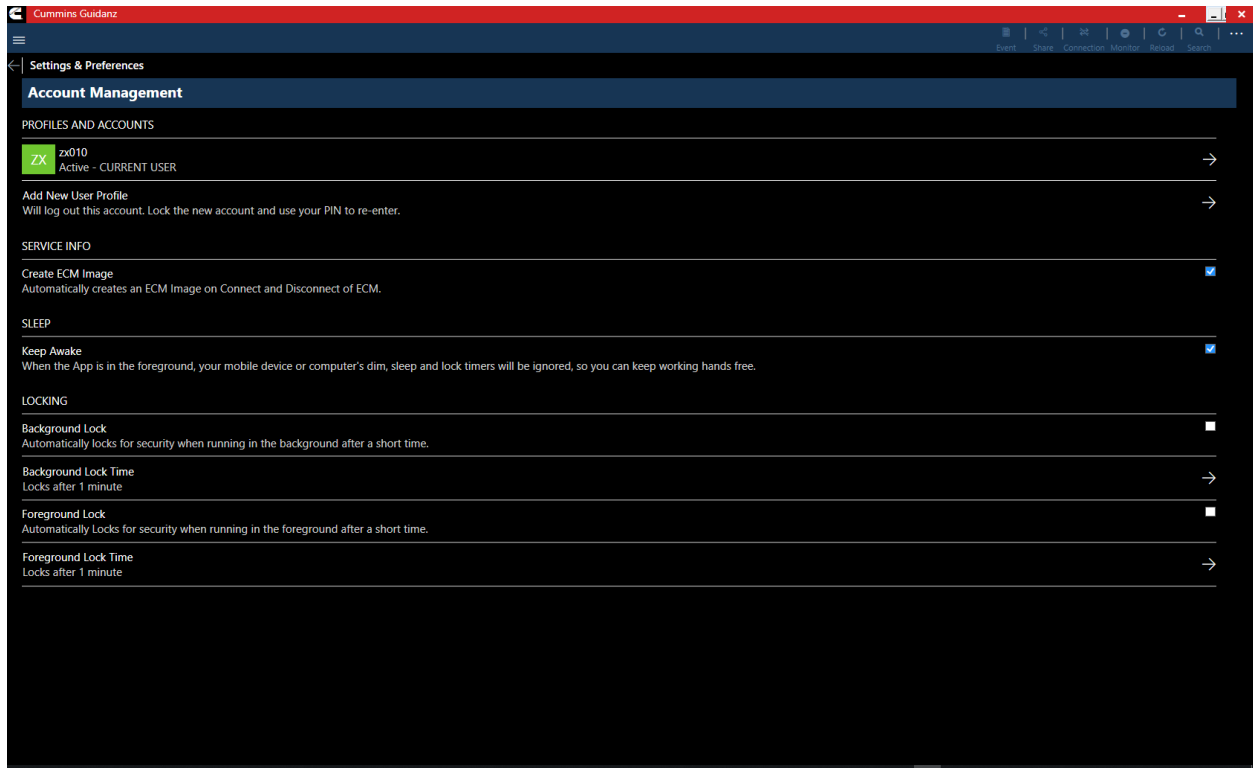 Cummins Guidanz
Event Share Connection Monitor Reload Search
Settings & Preferences
Account Management
PROFILES AND ACCOUNTS
ZX
zx010
Active - CURRENT USER
Add New User Profile
Will log out this account. Lock the new account and use your PIN to re-enter.
SERVICE INFO
Create ECM Image
Automatically creates an ECM Image on Connect and Disconnect of ECM.
SLEEP
Keep Awake
When the App is in the foreground, your mobile device or computer's dim, sleep and lock timers will be ignored, so you can keep working hands free.
LOCKING
Background Lock
Automatically locks for security when running in the background after a short time.
Background Lock Time
Locks after 1 minute
Foreground Lock
Automatically Locks for security when running in the foreground after a short time.
Foreground Lock Time
Locks after 1 minute